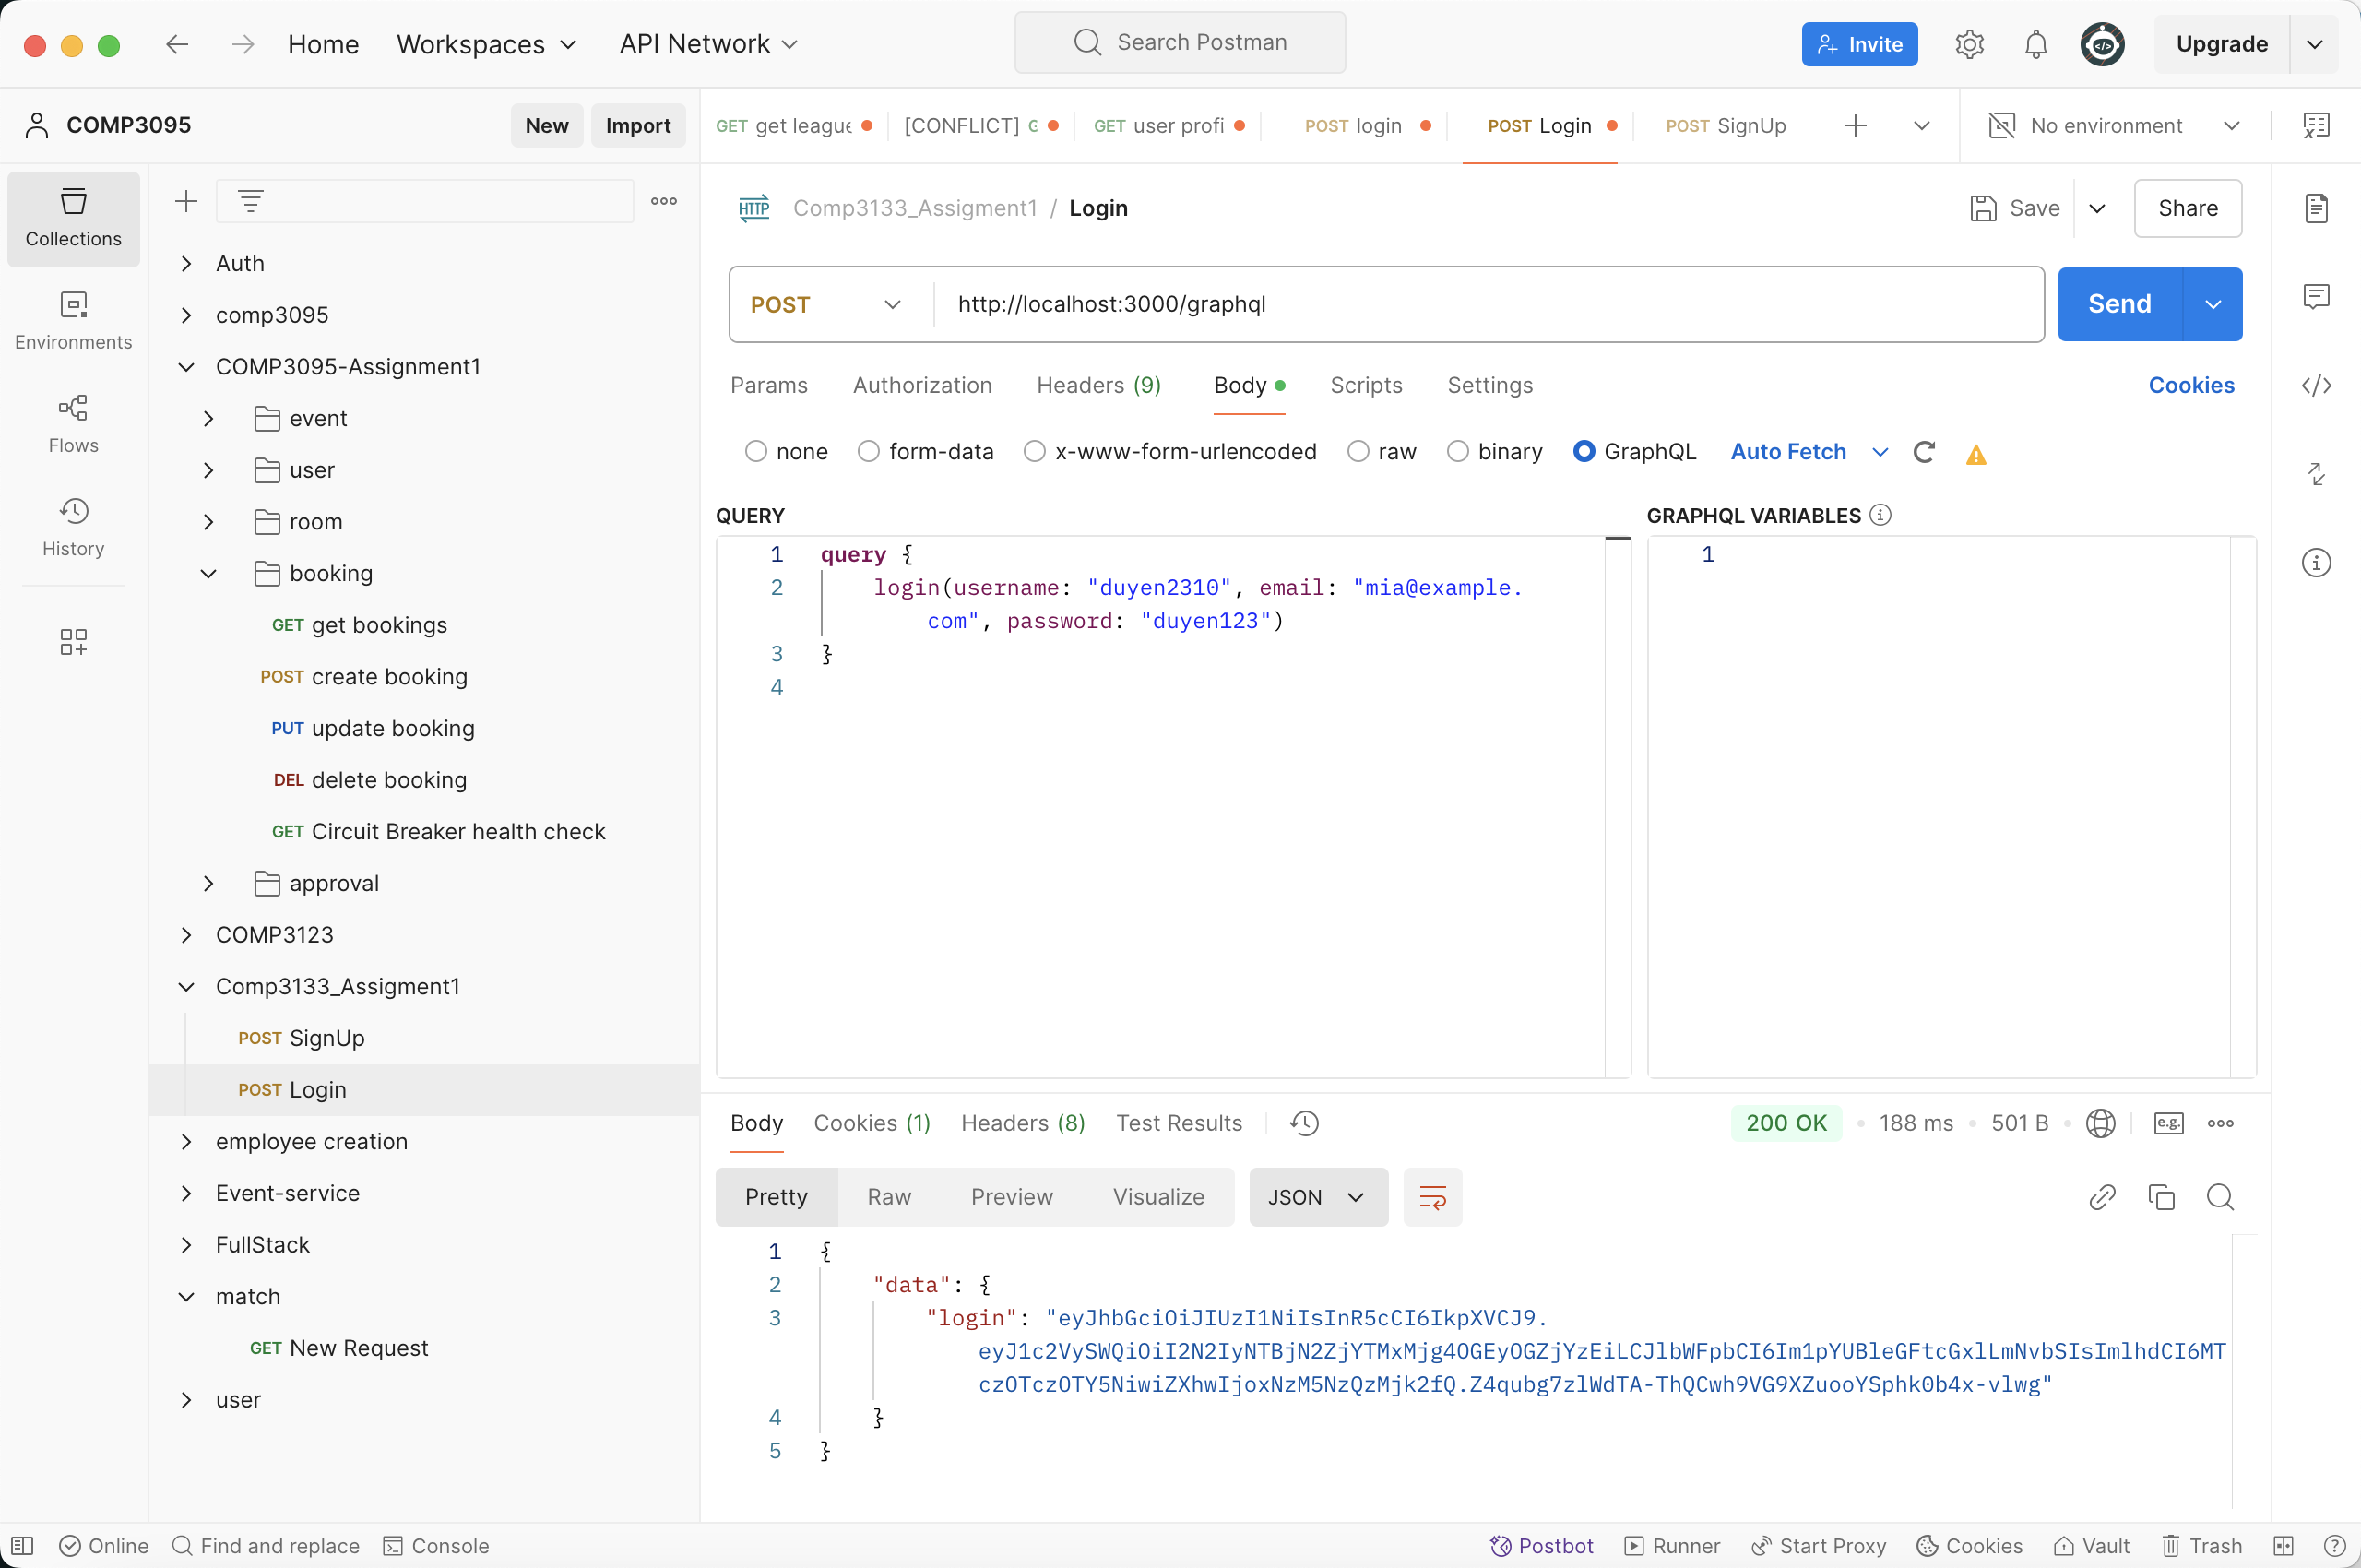 Home
Workspaces
API Network
Search Postman
Invite
Upgrade
COMP3095
New
Import
GET get league
[CONFLICT] G
GET user profi
POST login
POST Login
POST SignUp
No environment
Collections
Environments
Flows
History
Auth
comp3095
COMP3095-Assignment1
event
user
room
booking
GET get bookings
POST create booking
PUT update booking
DEL delete booking
GET Circuit Breaker health check
approval
COMP3123
Comp3133_Assigment1
POST SignUp
POST Login
employee creation
Event-service
FullStack
match
GET New Request
user
HTTP Comp3133_Assigment1 / Login
Save
Share
POST
http://localhost:3000/graphql
Send
Params
Authorization
Headers (9)
Body
Scripts
Settings
Cookies
none
form-data
x-www-form-urlencoded
raw
binary
GraphQL
Auto Fetch
QUERY
1 query {
2 login(username: "duyen2310", email: "mia@example.
com", password: "duyen123")
3 }
4
GRAPHQL VARIABLES
1
Body
Cookies (1)
Headers (8)
Test Results
200 OK
188 ms
501 B
e.g.
Pretty
Raw
Preview
Visualize
JSON
1 {
2 "data": {
3 "login": "eyJhbGciOiJIUzI1NiIsInR5cCI6IkpXVCJ9.
eyJ1c2VySWQiOiI2N2IyNTBjN2ZjYTMxMjg4OGEyOGZjYzEiLCJlbWFpbCI6Im1pYUBleGFtcGxlLmNvbSIsImlhdCI6MT
czOTczOTY5NiwiZXhwIjoxNzM5NzQzMjk2fQ.Z4qubg7zlWdTA-ThQCwh9VG9XZuooYSphk0b4x-vlwg"
4 }
5 }
Online
Find and replace
Console
Postbot
Runner
Start Proxy
Cookies
Vault
Trash